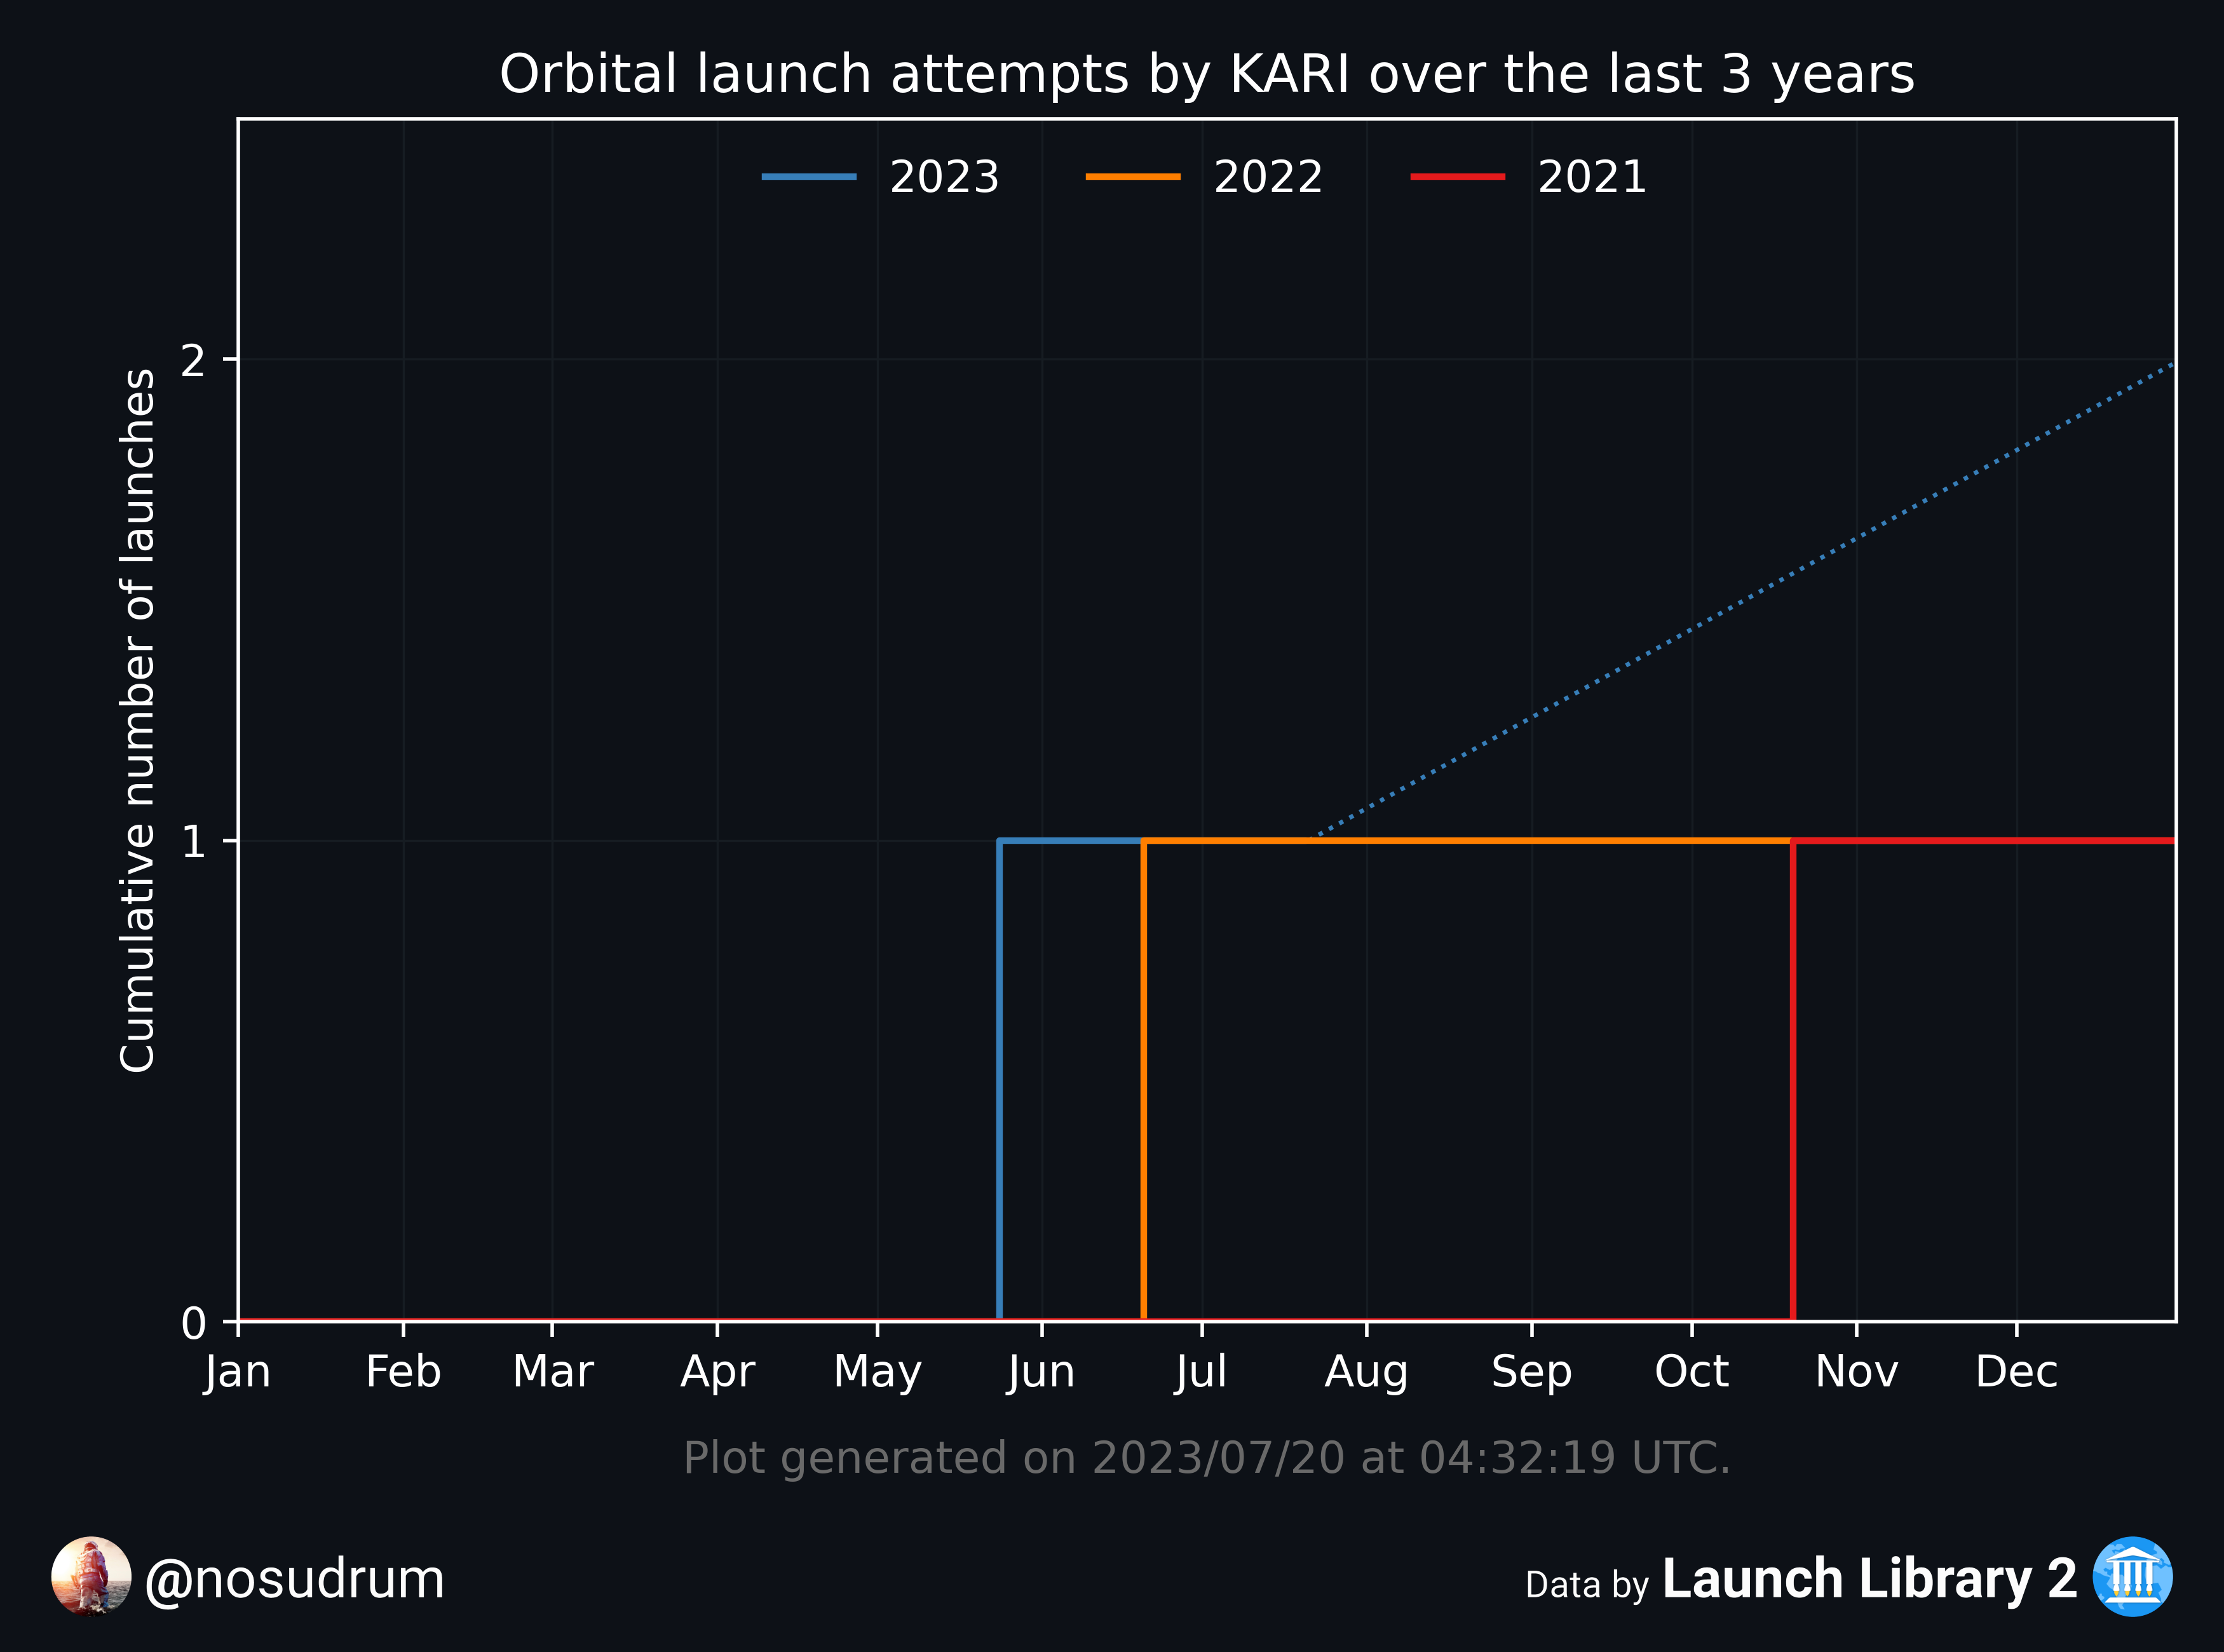 Orbital launch attempts by KARI over the last 3 years
2023 2022 2021
Cumulative number of launches
2
1
0
Jan Feb Mar Apr May Jun Jul Aug Sep Oct Nov Dec
Plot generated on 2023/07/20 at 04:32:19 UTC.
@nosudrum
Data by Launch Library 2